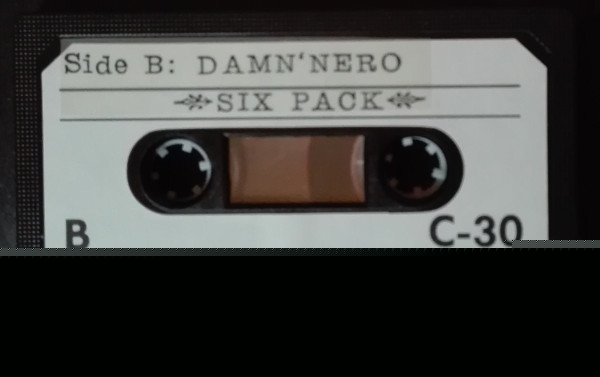 Side B: DAMN‘NERO
SIX PACK
B
C-30